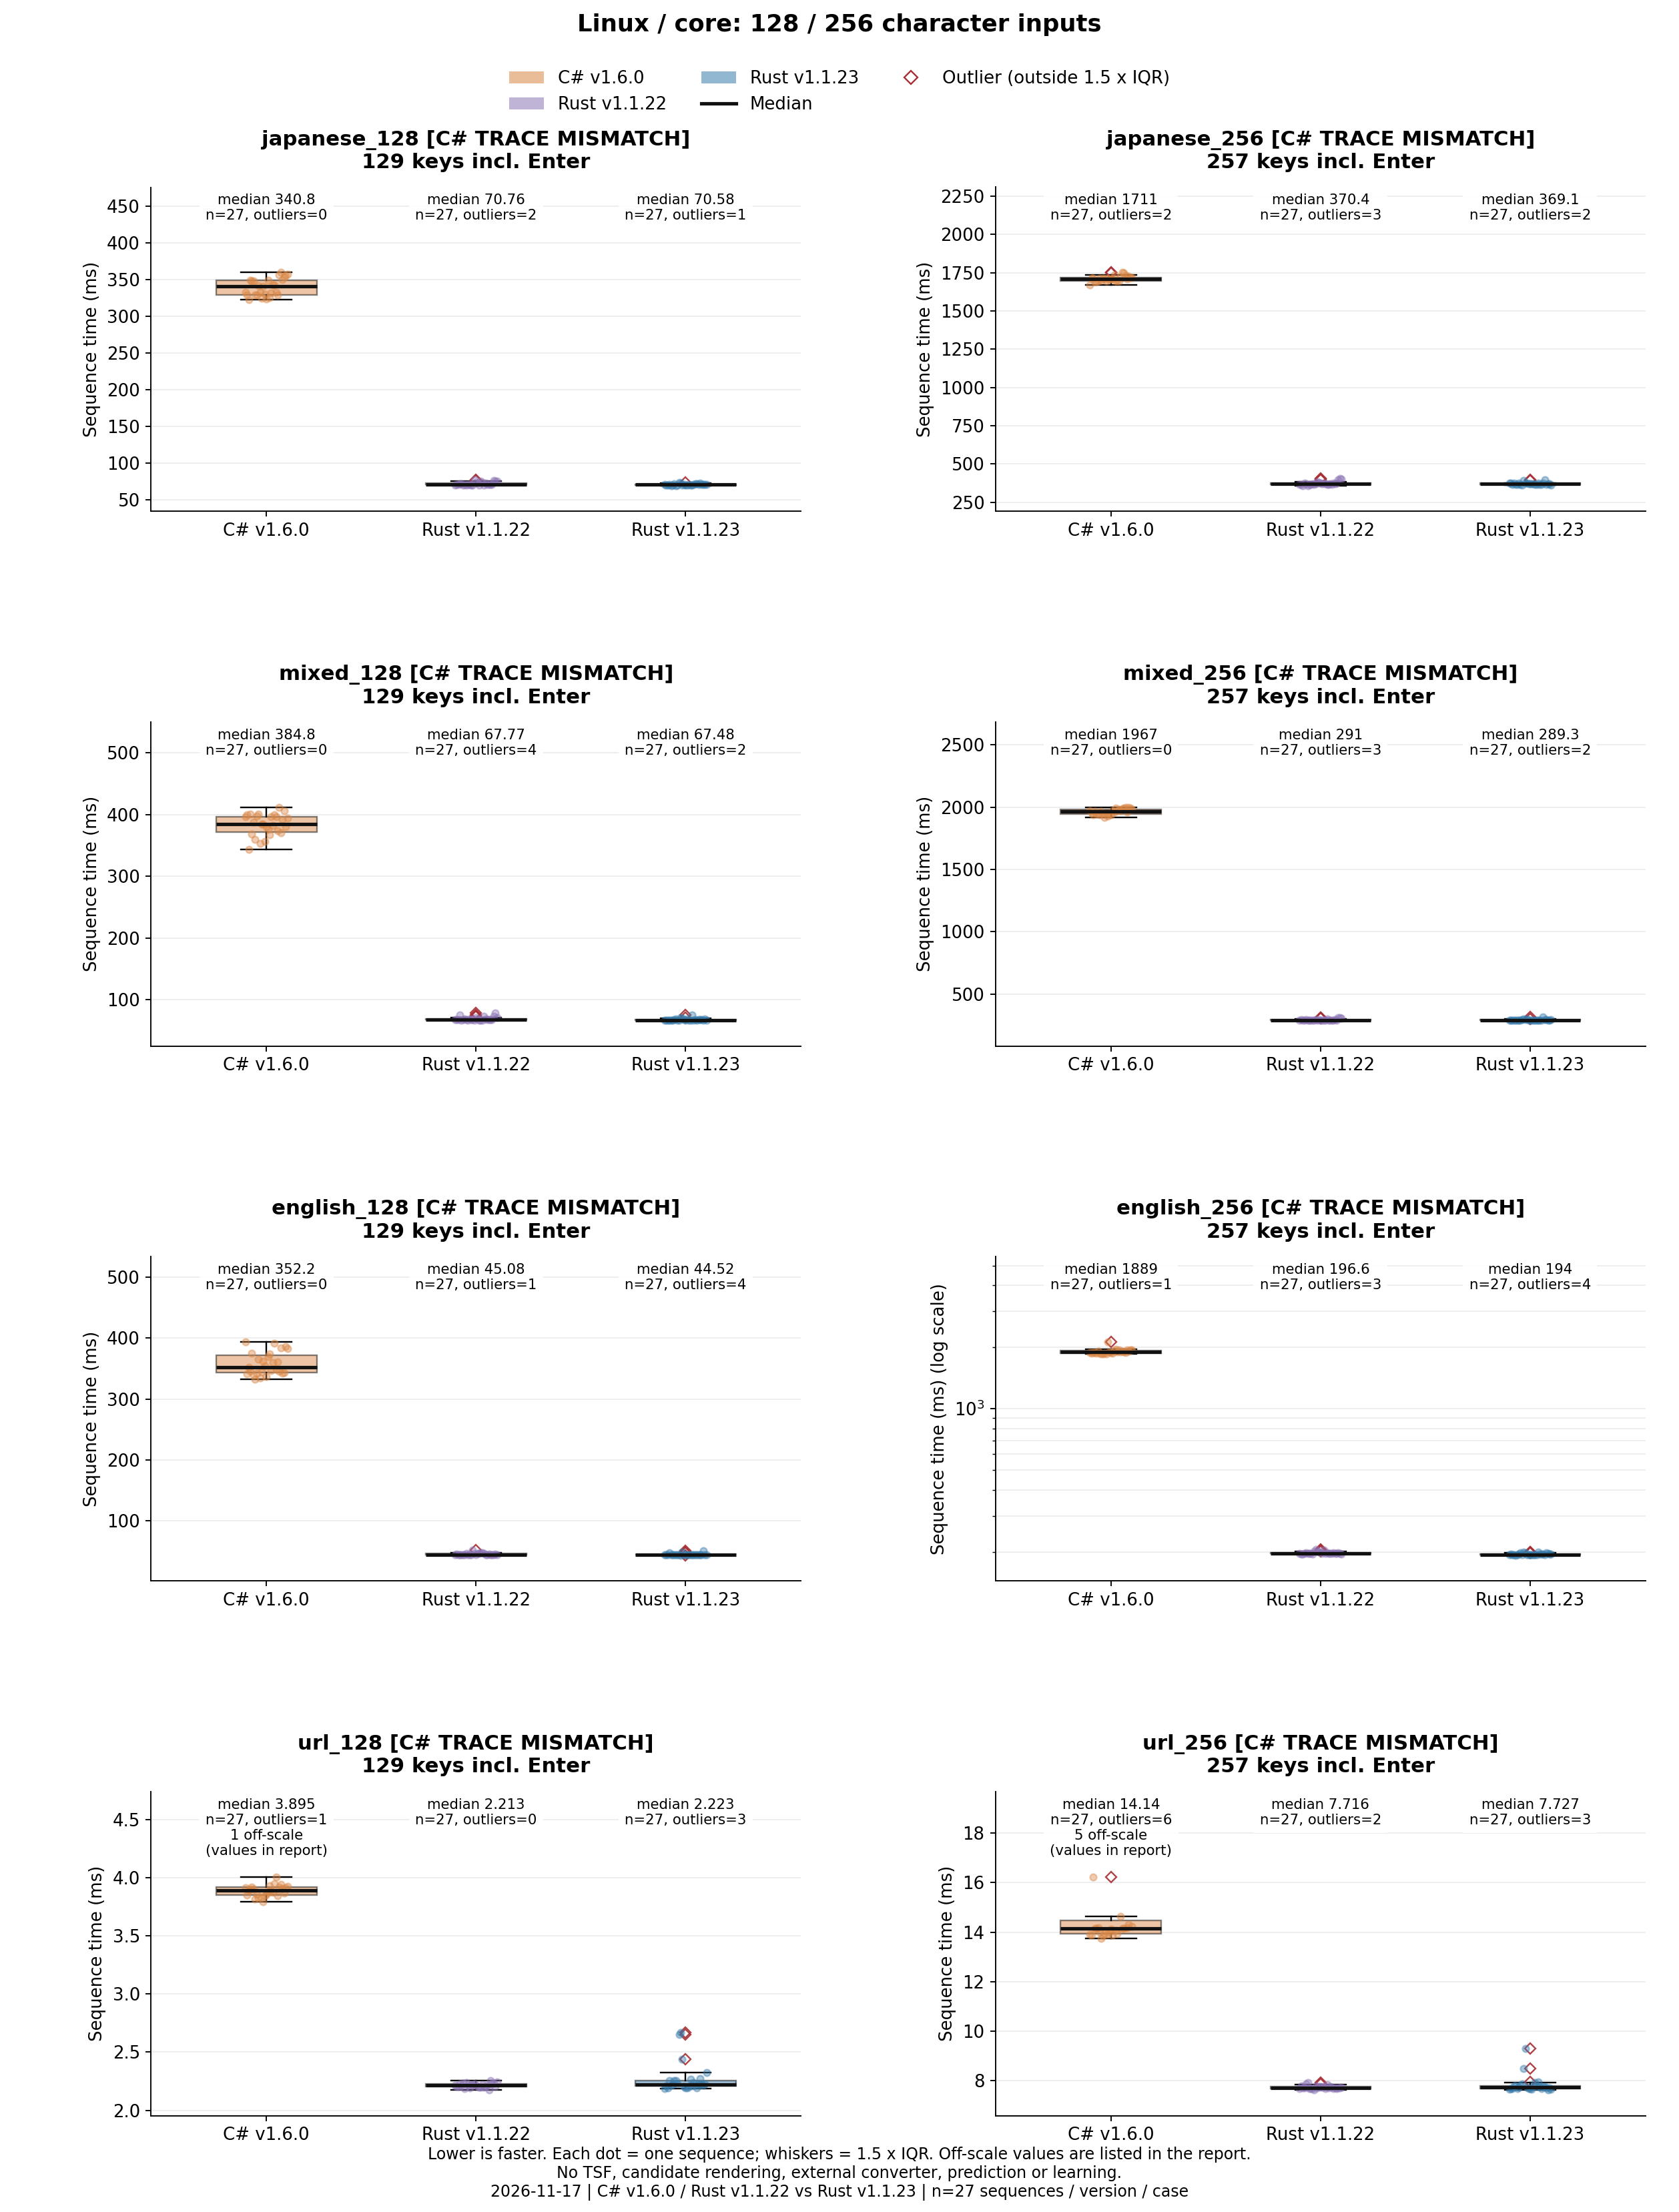 Linux / core: 128 / 256 character inputs
C# v1.6.0
Rust v1.1.22
Rust v1.1.23
Median
Outlier (outside 1.5 x IQR)
japanese_128 [C# TRACE MISMATCH]
129 keys incl. Enter
median 340.8
n=27, outliers=0
median 70.76
n=27, outliers=2
median 70.58
n=27, outliers=1
Sequence time (ms)
450
400
350
300
250
200
150
100
50
C# v1.6.0
Rust v1.1.22
Rust v1.1.23
japanese_256 [C# TRACE MISMATCH]
257 keys incl. Enter
median 1711
n=27, outliers=2
median 370.4
n=27, outliers=3
median 369.1
n=27, outliers=2
Sequence time (ms)
2250
2000
1750
1500
1250
1000
750
500
250
C# v1.6.0
Rust v1.1.22
Rust v1.1.23
mixed_128 [C# TRACE MISMATCH]
129 keys incl. Enter
median 384.8
n=27, outliers=0
median 67.77
n=27, outliers=4
median 67.48
n=27, outliers=2
Sequence time (ms)
500
400
300
200
100
C# v1.6.0
Rust v1.1.22
Rust v1.1.23
mixed_256 [C# TRACE MISMATCH]
257 keys incl. Enter
median 1967
n=27, outliers=0
median 291
n=27, outliers=3
median 289.3
n=27, outliers=2
Sequence time (ms)
2500
2000
1500
1000
500
C# v1.6.0
Rust v1.1.22
Rust v1.1.23
english_128 [C# TRACE MISMATCH]
129 keys incl. Enter
median 352.2
n=27, outliers=0
median 45.08
n=27, outliers=1
median 44.52
n=27, outliers=4
Sequence time (ms)
500
400
300
200
100
C# v1.6.0
Rust v1.1.22
Rust v1.1.23
english_256 [C# TRACE MISMATCH]
257 keys incl. Enter
median 1889
n=27, outliers=1
median 196.6
n=27, outliers=3
median 194
n=27, outliers=4
Sequence time (ms) (log scale)
10³
C# v1.6.0
Rust v1.1.22
Rust v1.1.23
url_128 [C# TRACE MISMATCH]
129 keys incl. Enter
median 3.895
n=27, outliers=1
1 off-scale
(values in report)
median 2.213
n=27, outliers=0
median 2.223
n=27, outliers=3
Sequence time (ms)
4.5
4.0
3.5
3.0
2.5
2.0
C# v1.6.0
Rust v1.1.22
Rust v1.1.23
url_256 [C# TRACE MISMATCH]
257 keys incl. Enter
median 14.14
n=27, outliers=6
5 off-scale
(values in report)
median 7.716
n=27, outliers=2
median 7.727
n=27, outliers=3
Sequence time (ms)
18
16
14
12
10
8
C# v1.6.0
Rust v1.1.22
Rust v1.1.23
Lower is faster. Each dot = one sequence; whiskers = 1.5 x IQR. Off-scale values are listed in the report.
No TSF, candidate rendering, external converter, prediction or learning.
2026-11-17 | C# v1.6.0 / Rust v1.1.22 vs Rust v1.1.23 | n=27 sequences / version / case